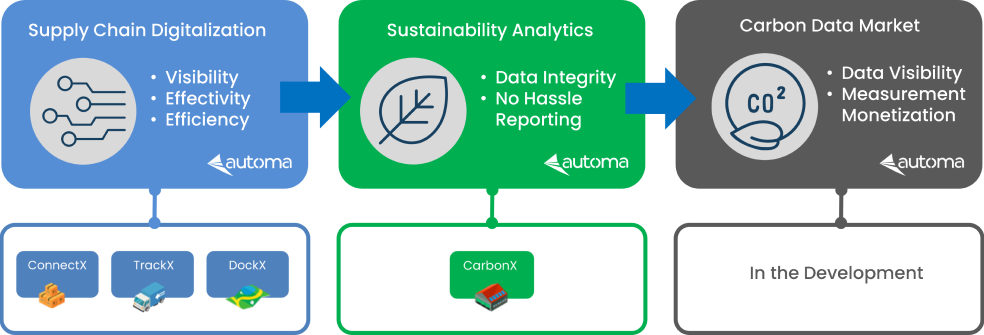 Supply Chain Digitalization
• Visibility
• Effectivity
• Efficiency
automa
Sustainability Analytics
• Data Integrity
• No Hassle
Reporting
automa
Carbon Data Market
CO²
• Data Visibility
• Measurement
Monetization
automa
ConnectX
TrackX
DockX
CarbonX
In the Development